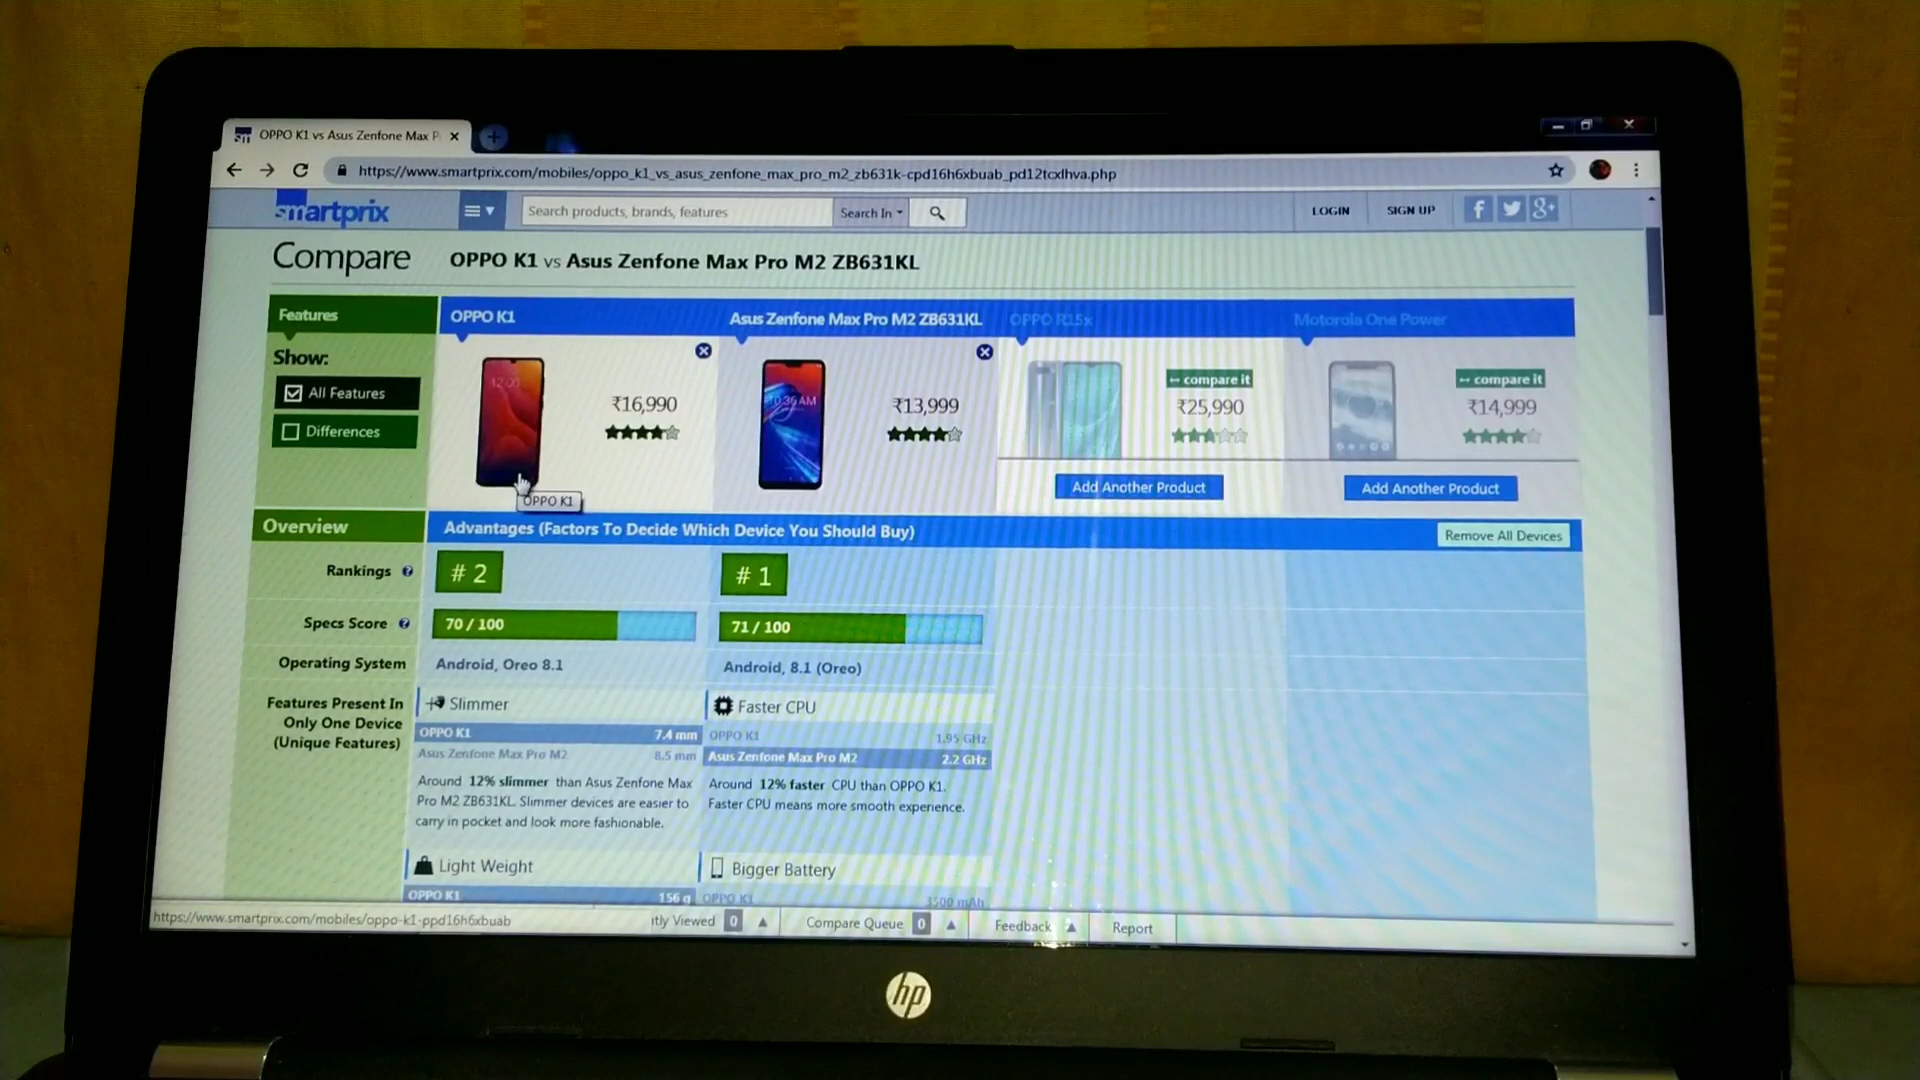 OPPO K1 vs Asus Zenfone Max P
https://www.smartprix.com/mobiles/oppo_k1_vs_asus_zenfone_max_pro_m2_zb631k-cpd16h6xbuab_pd12tcxlhva.php
smartprix
Search products, brands, features
Search In
LOGIN
SIGN UP
Compare
OPPO K1 vs Asus Zenfone Max Pro M2 ZB631KL
Features
OPPO K1
Asus Zenfone Max Pro M2 ZB631KL
OPPO R15x
Motorola One Power
Show:
All Features
Differences
12:00
₹16,990
₹13,999
compare it
₹25,990
compare it
₹14,999
OPPO K1
Add Another Product
Add Another Product
Overview
Advantages (Factors To Decide Which Device You Should Buy)
Remove All Devices
Rankings
# 2
# 1
Specs Score
70 / 100
71 / 100
Operating System
Android, Oreo 8.1
Android, 8.1 (Oreo)
Features Present In
Only One Device
(Unique Features)
Slimmer
OPPO K1 7.4 mm
Asus Zenfone Max Pro M2 8.5 mm
Around 12% slimmer than Asus Zenfone Max
Pro M2 ZB631KL. Slimmer devices are easier to
carry in pocket and look more fashionable.
Faster CPU
OPPO K1 1.95 GHz
Asus Zenfone Max Pro M2 2.2 GHz
Around 12% faster CPU than OPPO K1.
Faster CPU means more smooth experience.
Light Weight
OPPO K1 156 g
Bigger Battery
OPPO K1 3500 mAh
https://www.smartprix.com/mobiles/oppo-k1-ppd16h6xbuab
tly Viewed 0
Compare Queue 0
Feedback
Report
hp